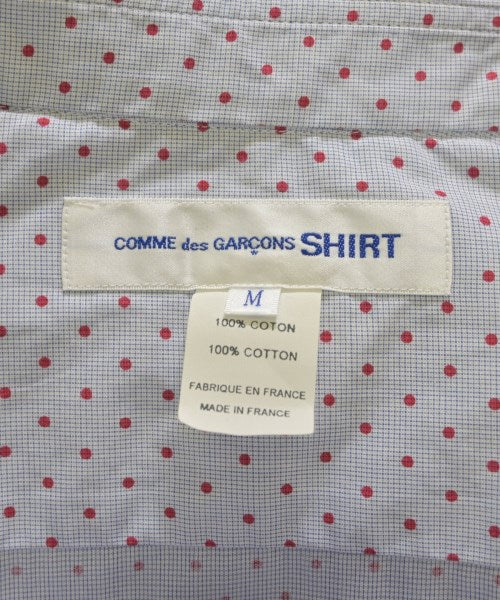 COMME des GARÇONS SHIRT
M
100% COTON
100% COTTON
FABRIQUE EN FRANCE
MADE IN FRANCE